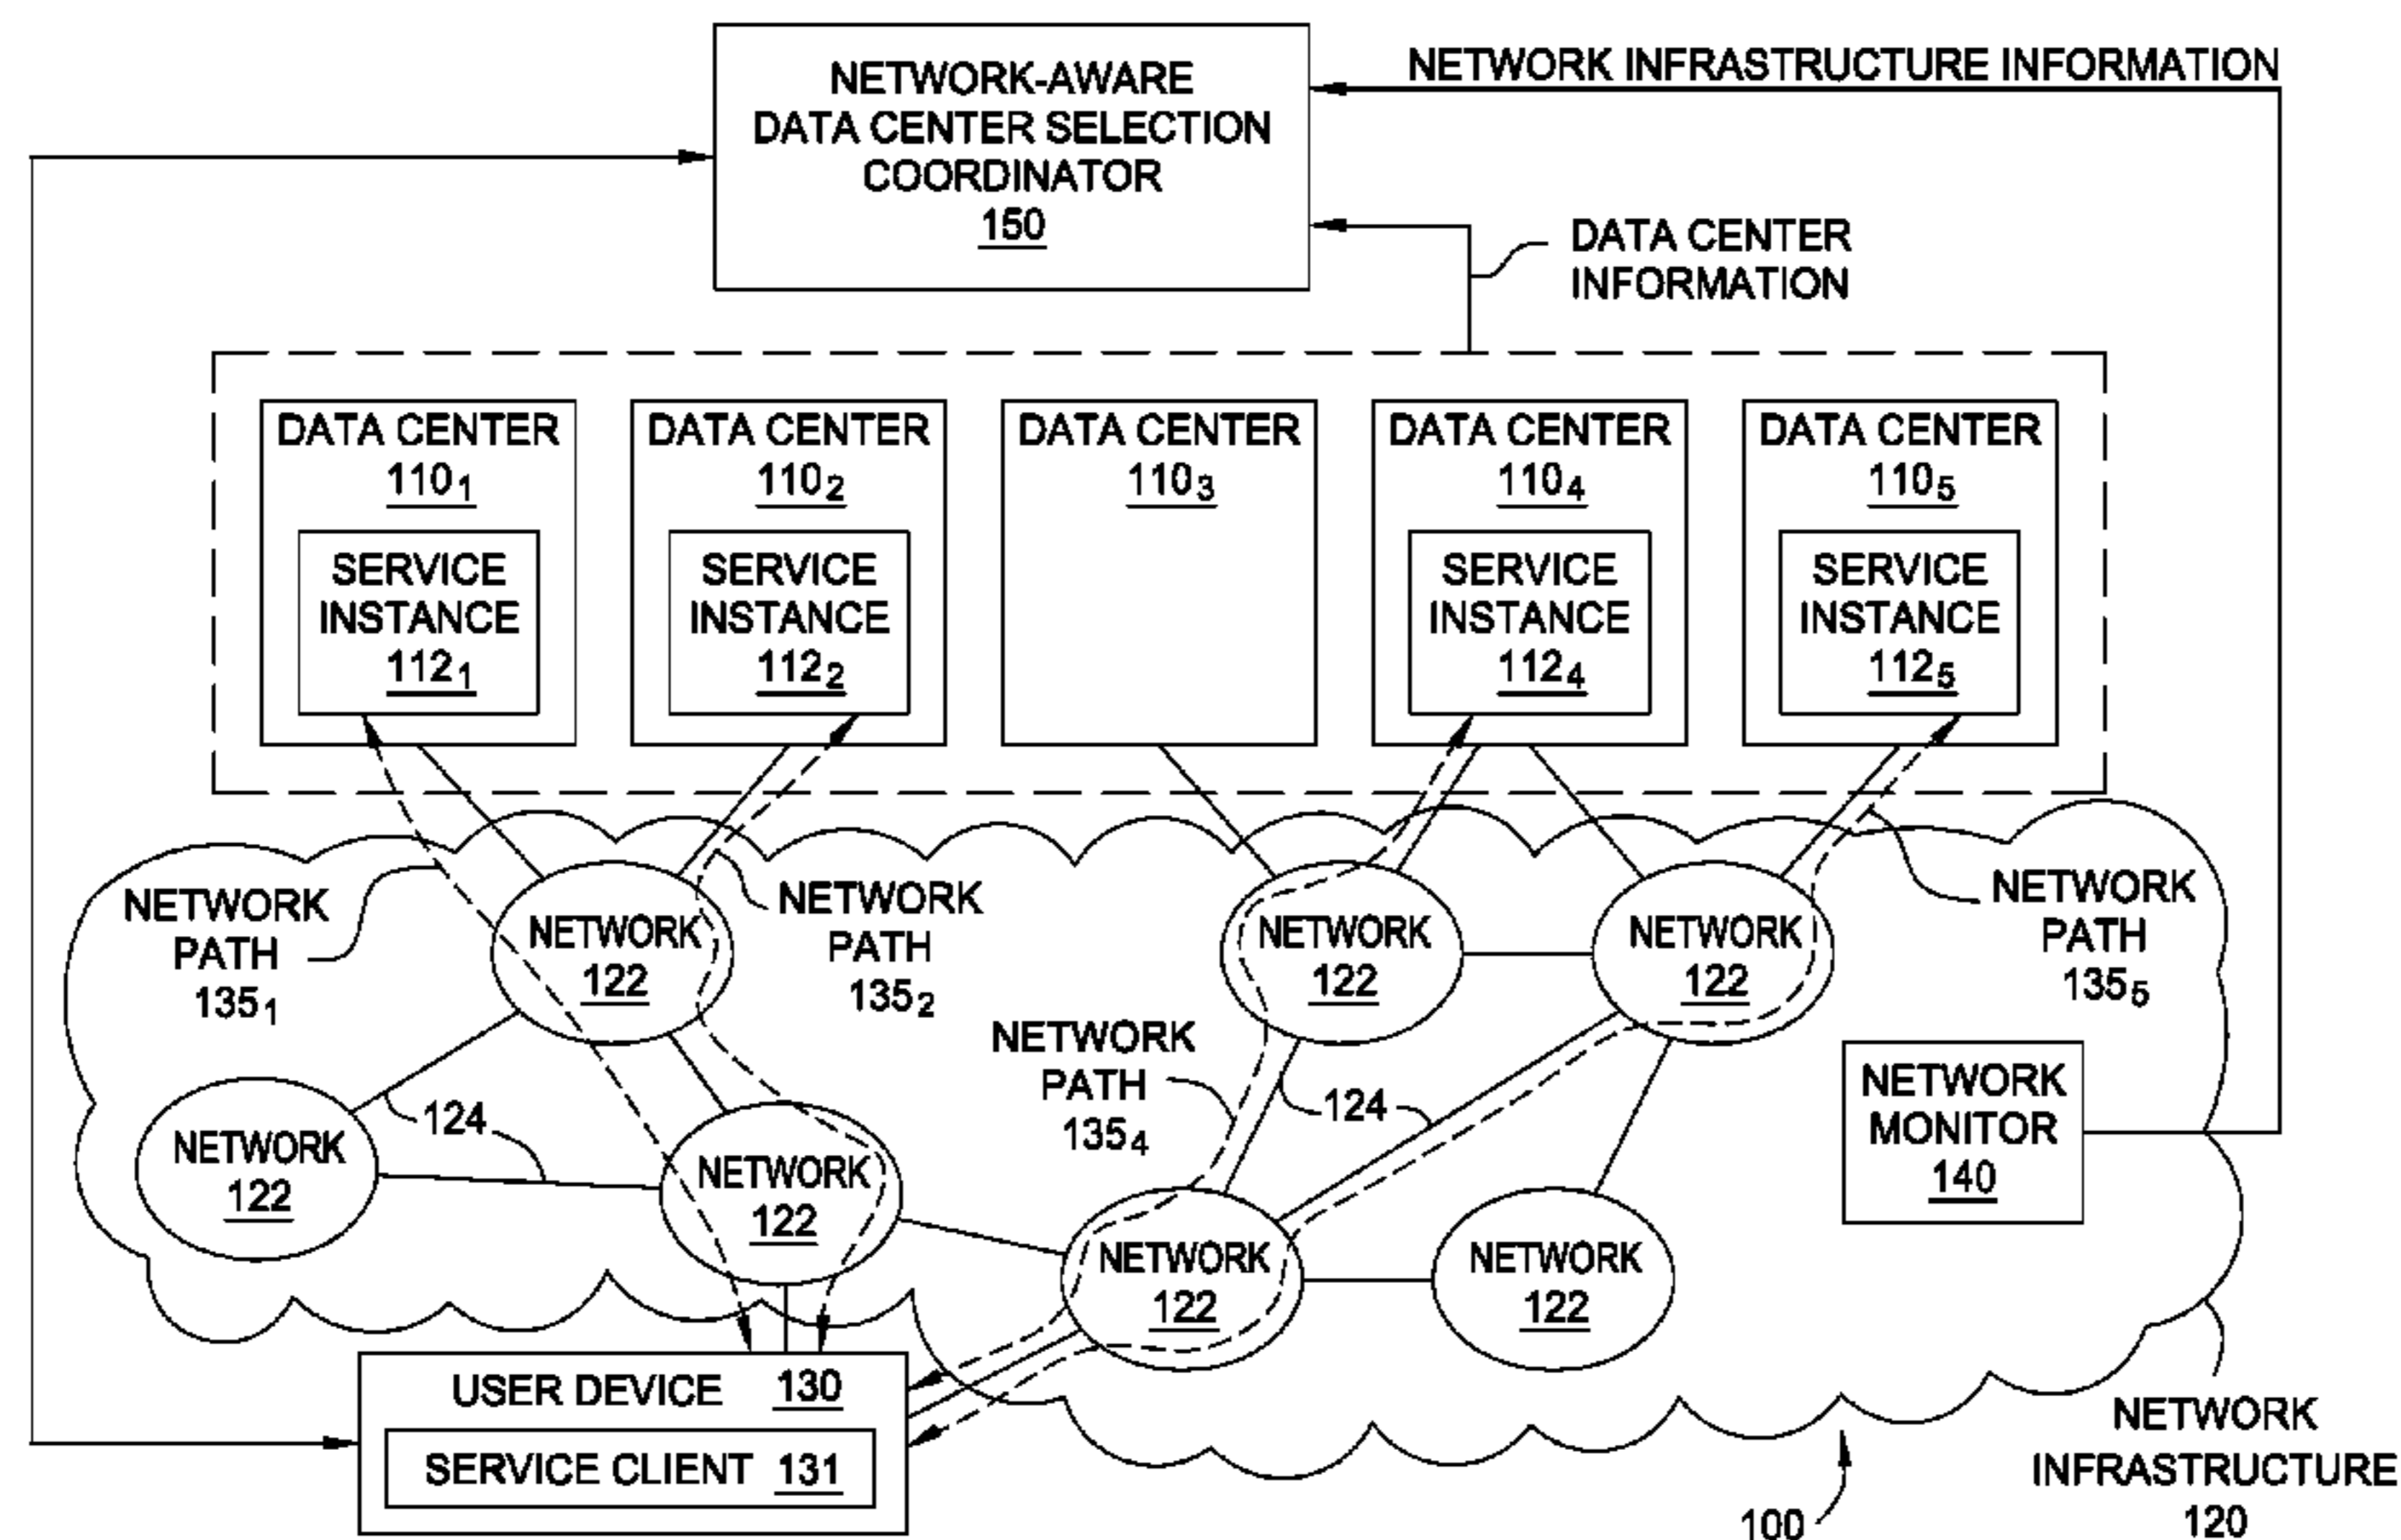 NETWORK-AWARE
DATA CENTER SELECTION
COORDINATOR
150
NETWORK INFRASTRUCTURE INFORMATION
DATA CENTER
INFORMATION
DATA CENTER
110₁
SERVICE
INSTANCE
112₁
DATA CENTER
110₂
SERVICE
INSTANCE
112₂
DATA CENTER
110₃
DATA CENTER
110₄
SERVICE
INSTANCE
112₄
DATA CENTER
110₅
SERVICE
INSTANCE
112₅
NETWORK
PATH
135₁
NETWORK
122
NETWORK
PATH
135₂
NETWORK
122
NETWORK
122
NETWORK
PATH
135₅
NETWORK
PATH
135₄
124
124
NETWORK
122
NETWORK
122
NETWORK
122
NETWORK
122
NETWORK
MONITOR
140
USER DEVICE 130
SERVICE CLIENT 131
100
NETWORK
INFRASTRUCTURE
120